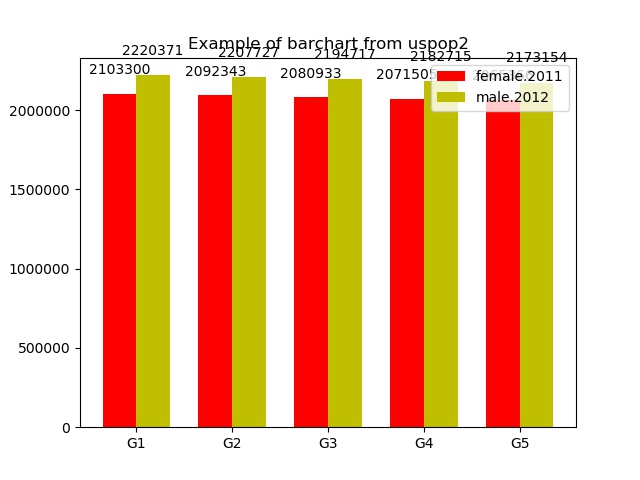 Example of barchart from uspop2
2220371
2207727
2194717
2182715
2173154
2103300
2092343
2080933
2071505
female.2011
male.2012
2000000
1500000
1000000
500000
0
G1
G2
G3
G4
G5